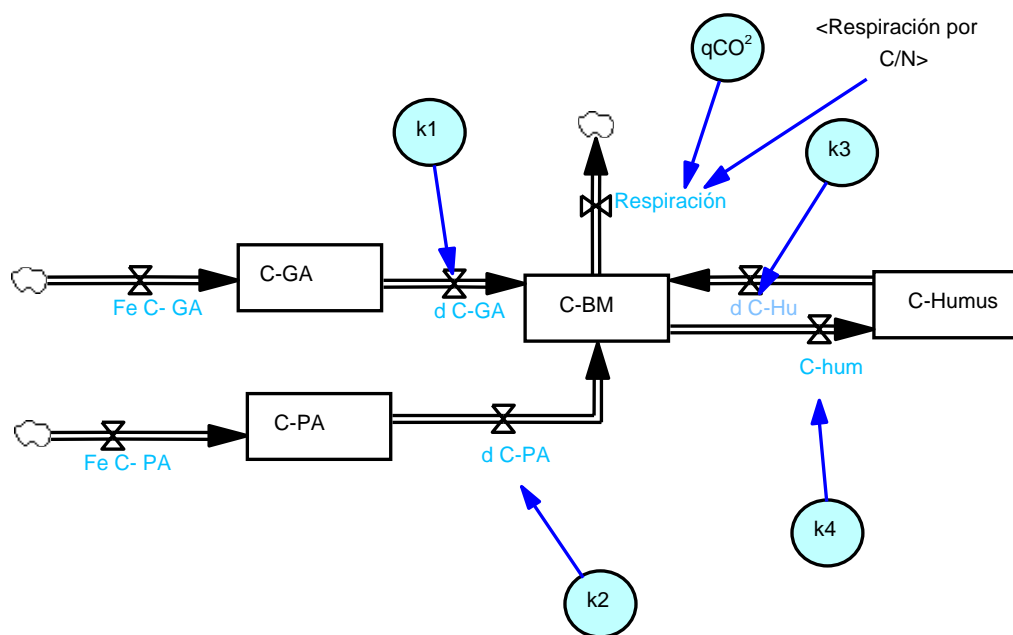 <Respiración por
C/N>
qCO²
k1
k3
Respiración
C-GA
Fe C- GA
d C-GA
C-BM
d C-Hu
C-Humus
C-hum
C-PA
Fe C- PA
d C-PA
k4
k2